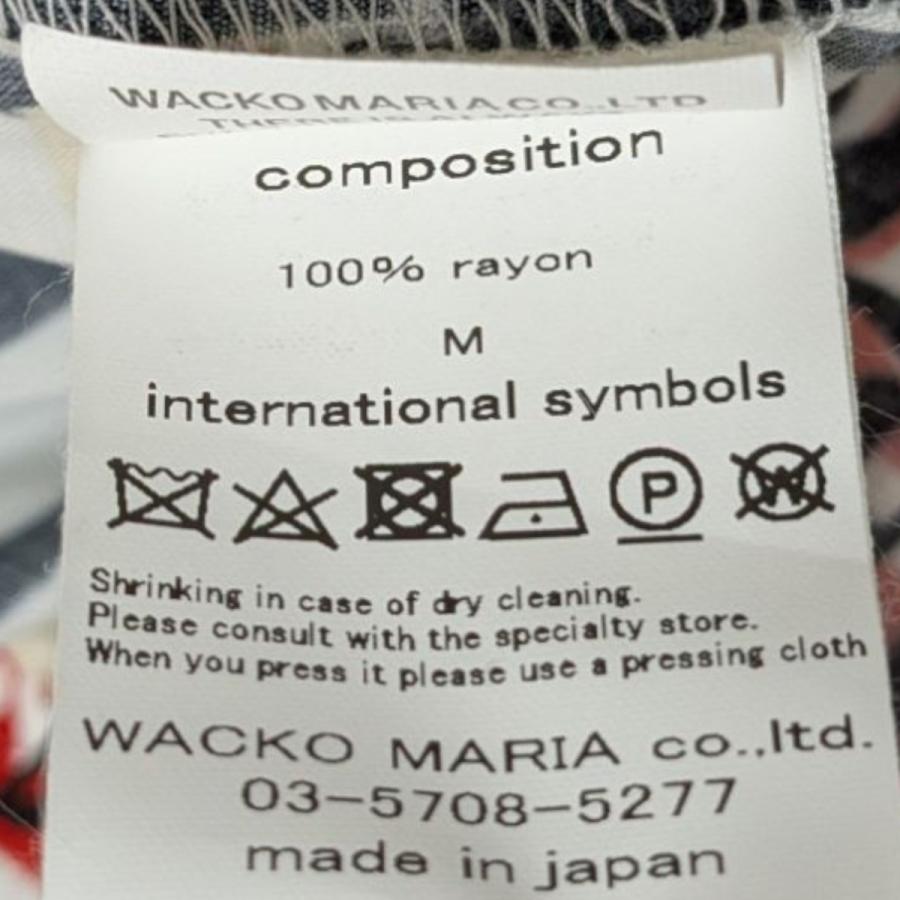 WACKO MARIA CO.,LTD
THERE IS
composition
100% rayon
M
international symbols
P W
Shrinking in case of dry cleaning.
Please consult with the specialty store.
When you press it please use a pressing cloth
WACKO MARIA co.,ltd.
03-5708-5277
made in japan